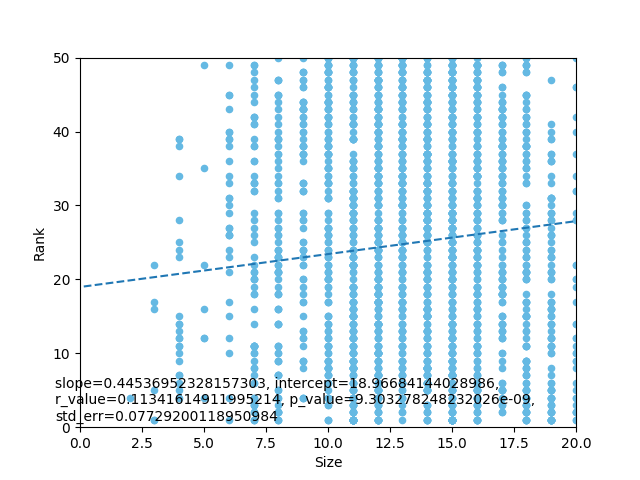 50
40
30
20
10
0
Rank
slope=0.44536952328157303, intercept=18.96684144028986,
r_value=0.11341614911695214, p_value=9.303278248232026e-09,
std_err=0.07729200118950984
0.0 2.5 5.0 7.5 10.0 12.5 15.0 17.5 20.0
Size